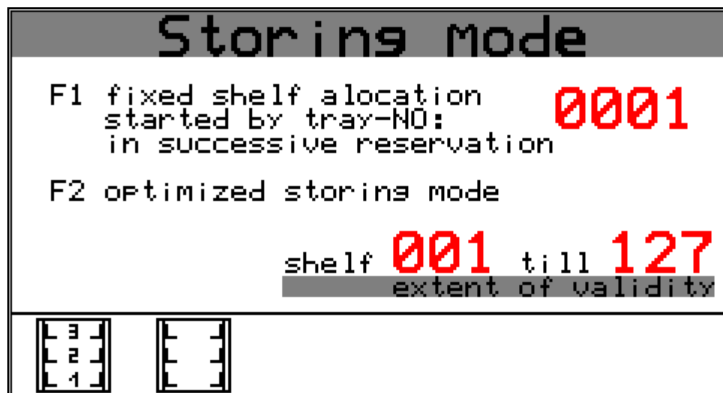 Storing mode
F1 fixed shelf alocation 0001
started by tray-NO:
in successive reservation
F2 optimized storing mode
shelf 001 till 127
extent of validity
3
2
1